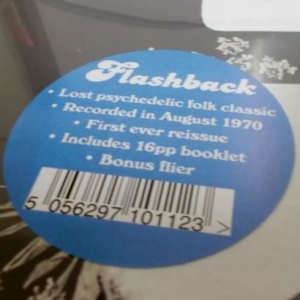 Flashback
• Lost psychedelic folk classic
• Recorded in August 1970
• First ever reissue
• Includes 16pp booklet
• Bonus flier
5 056297 101123 >